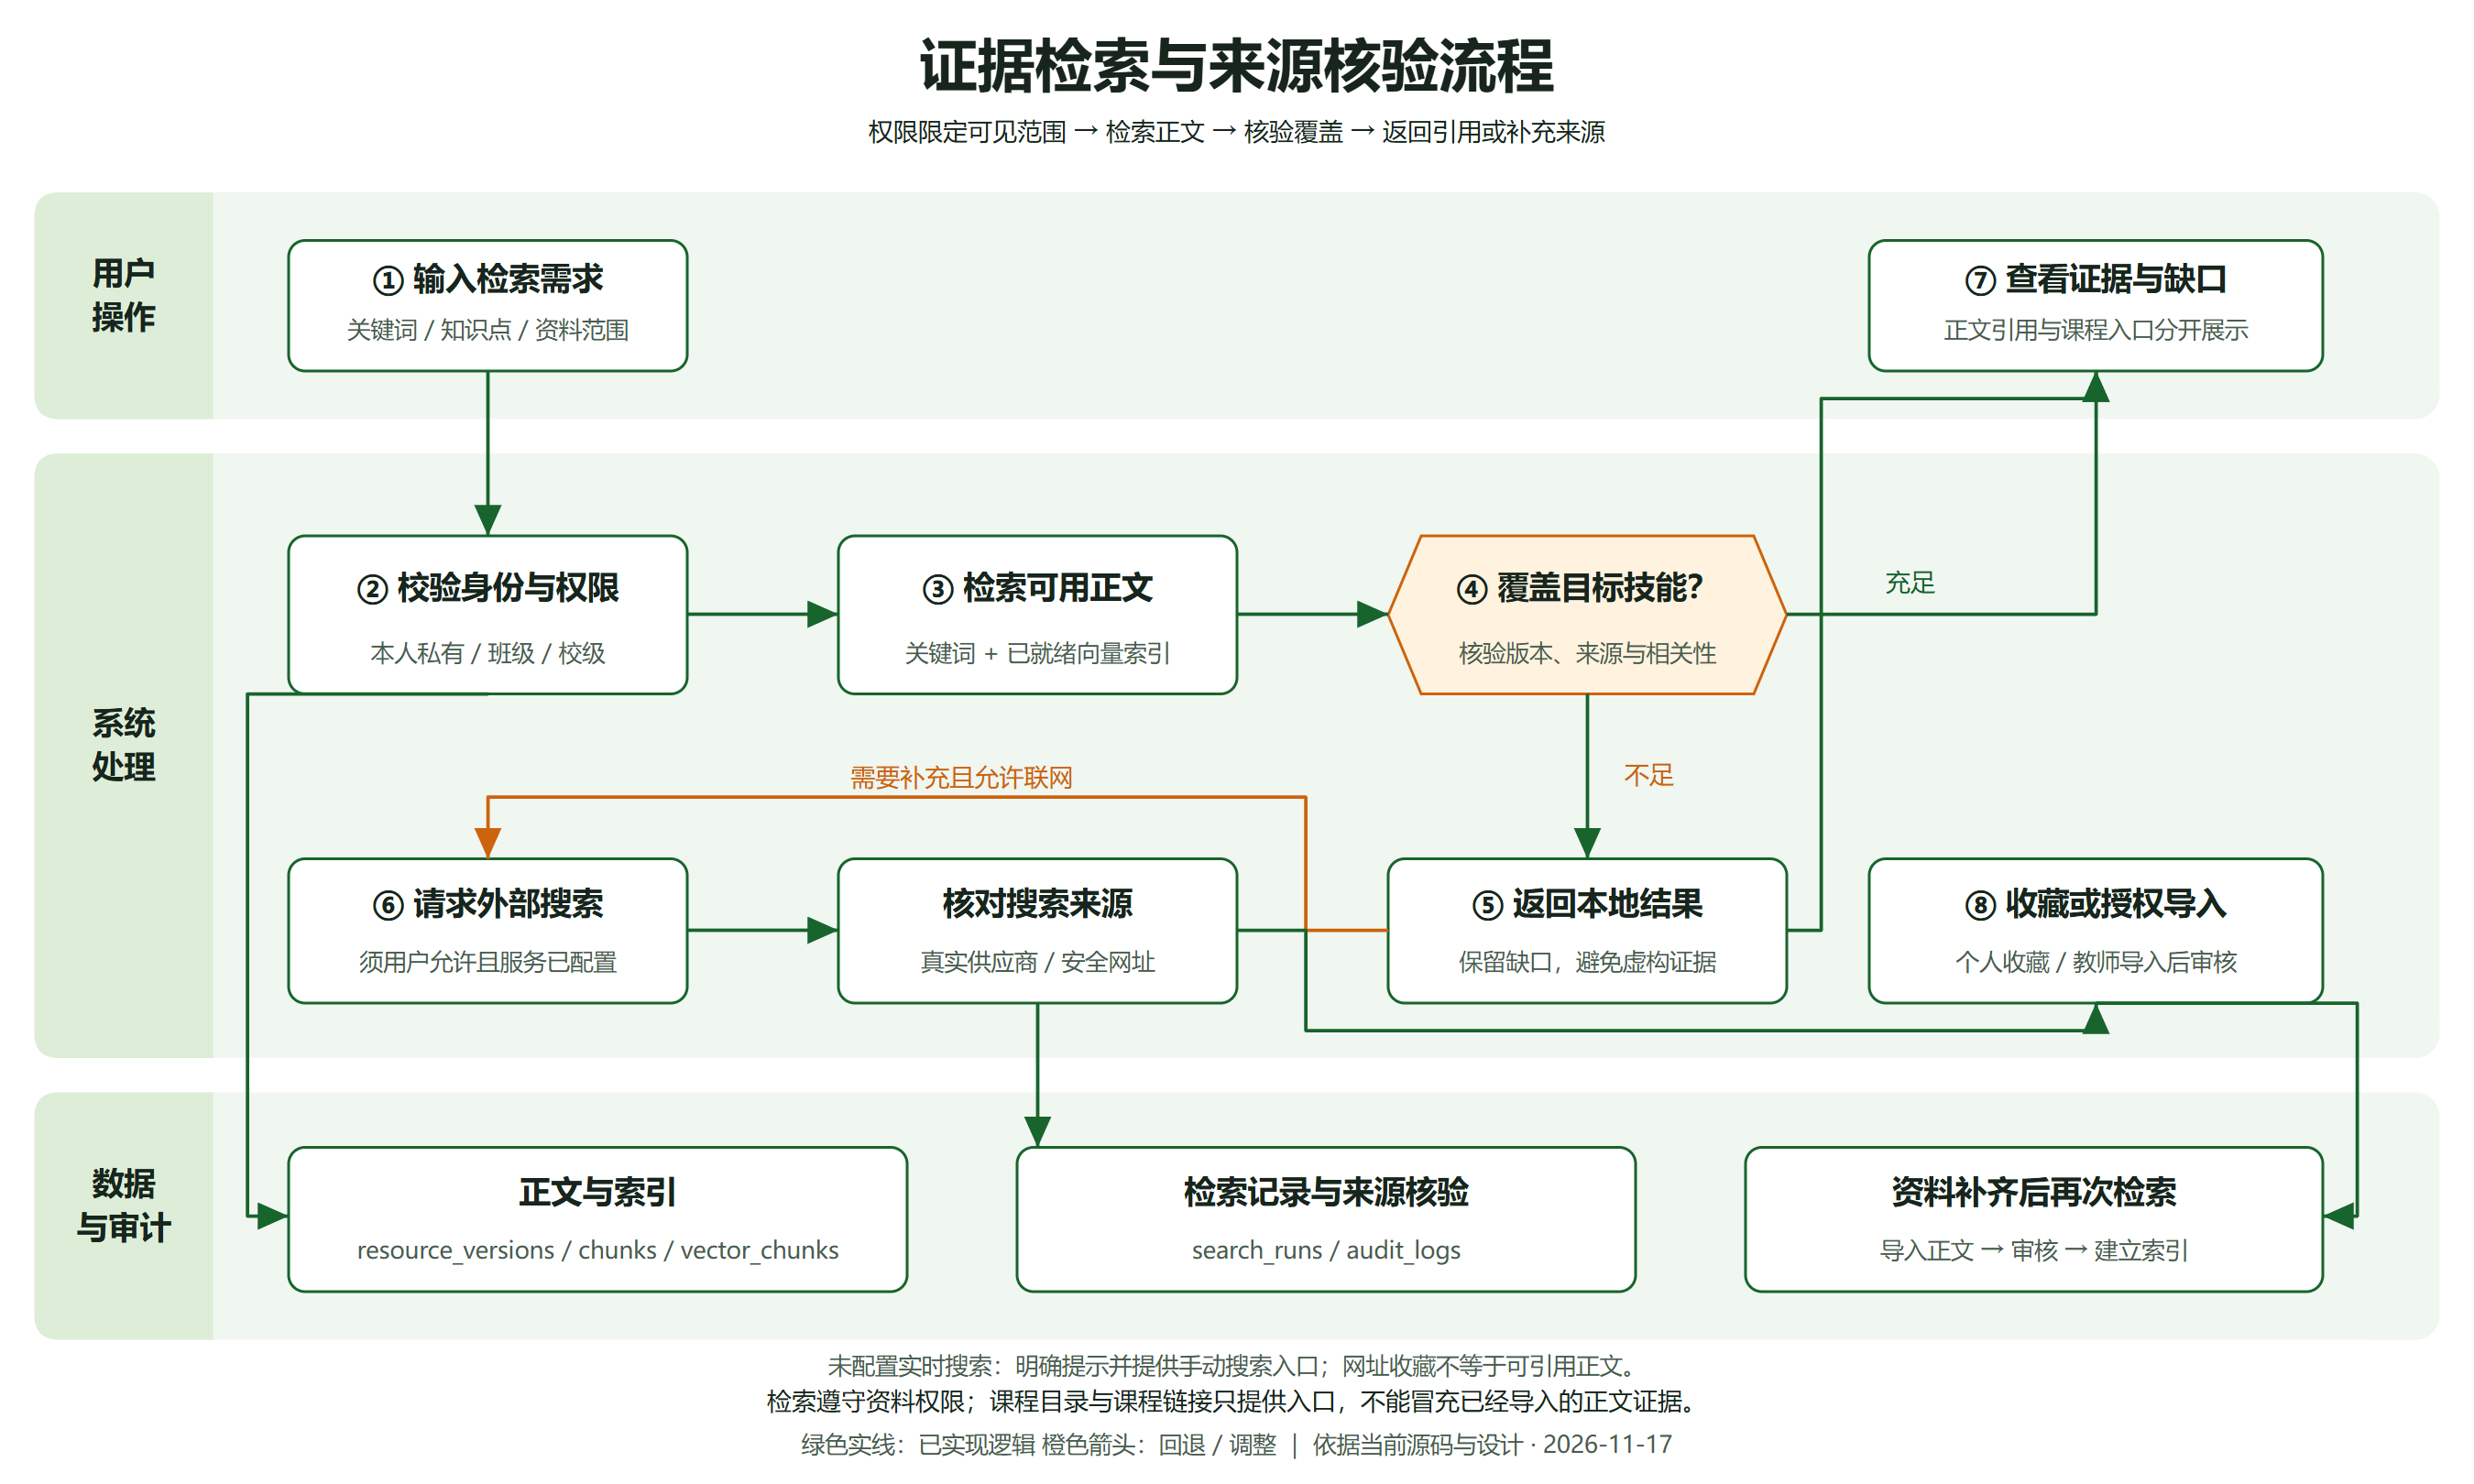 证据检索与来源核验流程
权限限定可见范围 → 检索正文 → 核验覆盖 → 返回引用或补充来源
用户
操作
① 输入检索需求
关键词 / 知识点 / 资料范围
⑦ 查看证据与缺口
正文引用与课程入口分开展示
系统
处理
② 校验身份与权限
本人私有 / 班级 / 校级
③ 检索可用正文
关键词 + 已就绪向量索引
④ 覆盖目标技能？
核验版本、来源与相关性
充足
不足
需要补充且允许联网
⑥ 请求外部搜索
须用户允许且服务已配置
核对搜索来源
真实供应商 / 安全网址
⑤ 返回本地结果
保留缺口，避免虚构证据
⑧ 收藏或授权导入
个人收藏 / 教师导入后审核
数据
与审计
正文与索引
resource_versions / chunks / vector_chunks
检索记录与来源核验
search_runs / audit_logs
资料补齐后再次检索
导入正文 → 审核 → 建立索引
未配置实时搜索：明确提示并提供手动搜索入口；网址收藏不等于可引用正文。
检索遵守资料权限；课程目录与课程链接只提供入口，不能冒充已经导入的正文证据。
绿色实线：已实现逻辑 橙色箭头：回退 / 调整 ｜ 依据当前源码与设计 · 2026-11-17